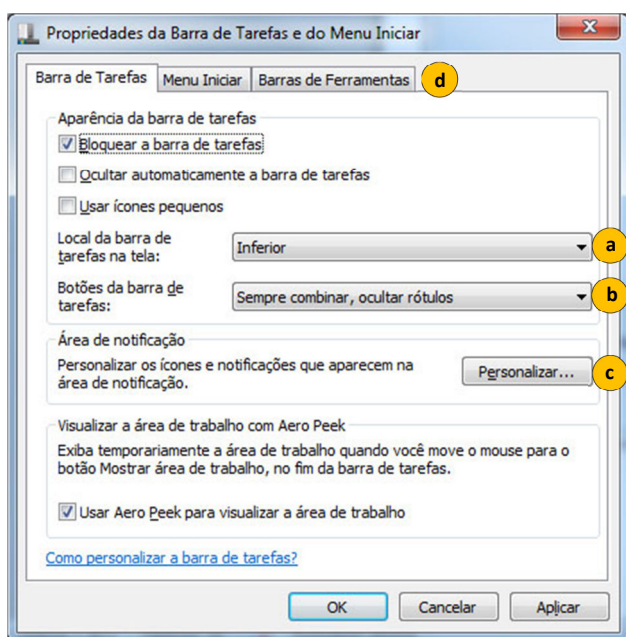 Propriedades da Barra de Tarefas e do Menu Iniciar
Barra de Tarefas Menu Iniciar Barras de Ferramentas d
Aparência da barra de tarefas
Bloquear a barra de tarefas
Ocultar automaticamente a barra de tarefas
Usar ícones pequenos
Local da barra de
tarefas na tela:
Inferior
a
Botões da barra de
tarefas:
Sempre combinar, ocultar rótulos
b
Área de notificação
Personalizar os ícones e notificações que aparecem na
área de notificação.
Personalizar...
c
Visualizar a área de trabalho com Aero Peek
Exiba temporariamente a área de trabalho quando você move o mouse para o
botão Mostrar área de trabalho, no fim da barra de tarefas.
Usar Aero Peek para visualizar a área de trabalho
Como personalizar a barra de tarefas?
OK Cancelar Aplicar